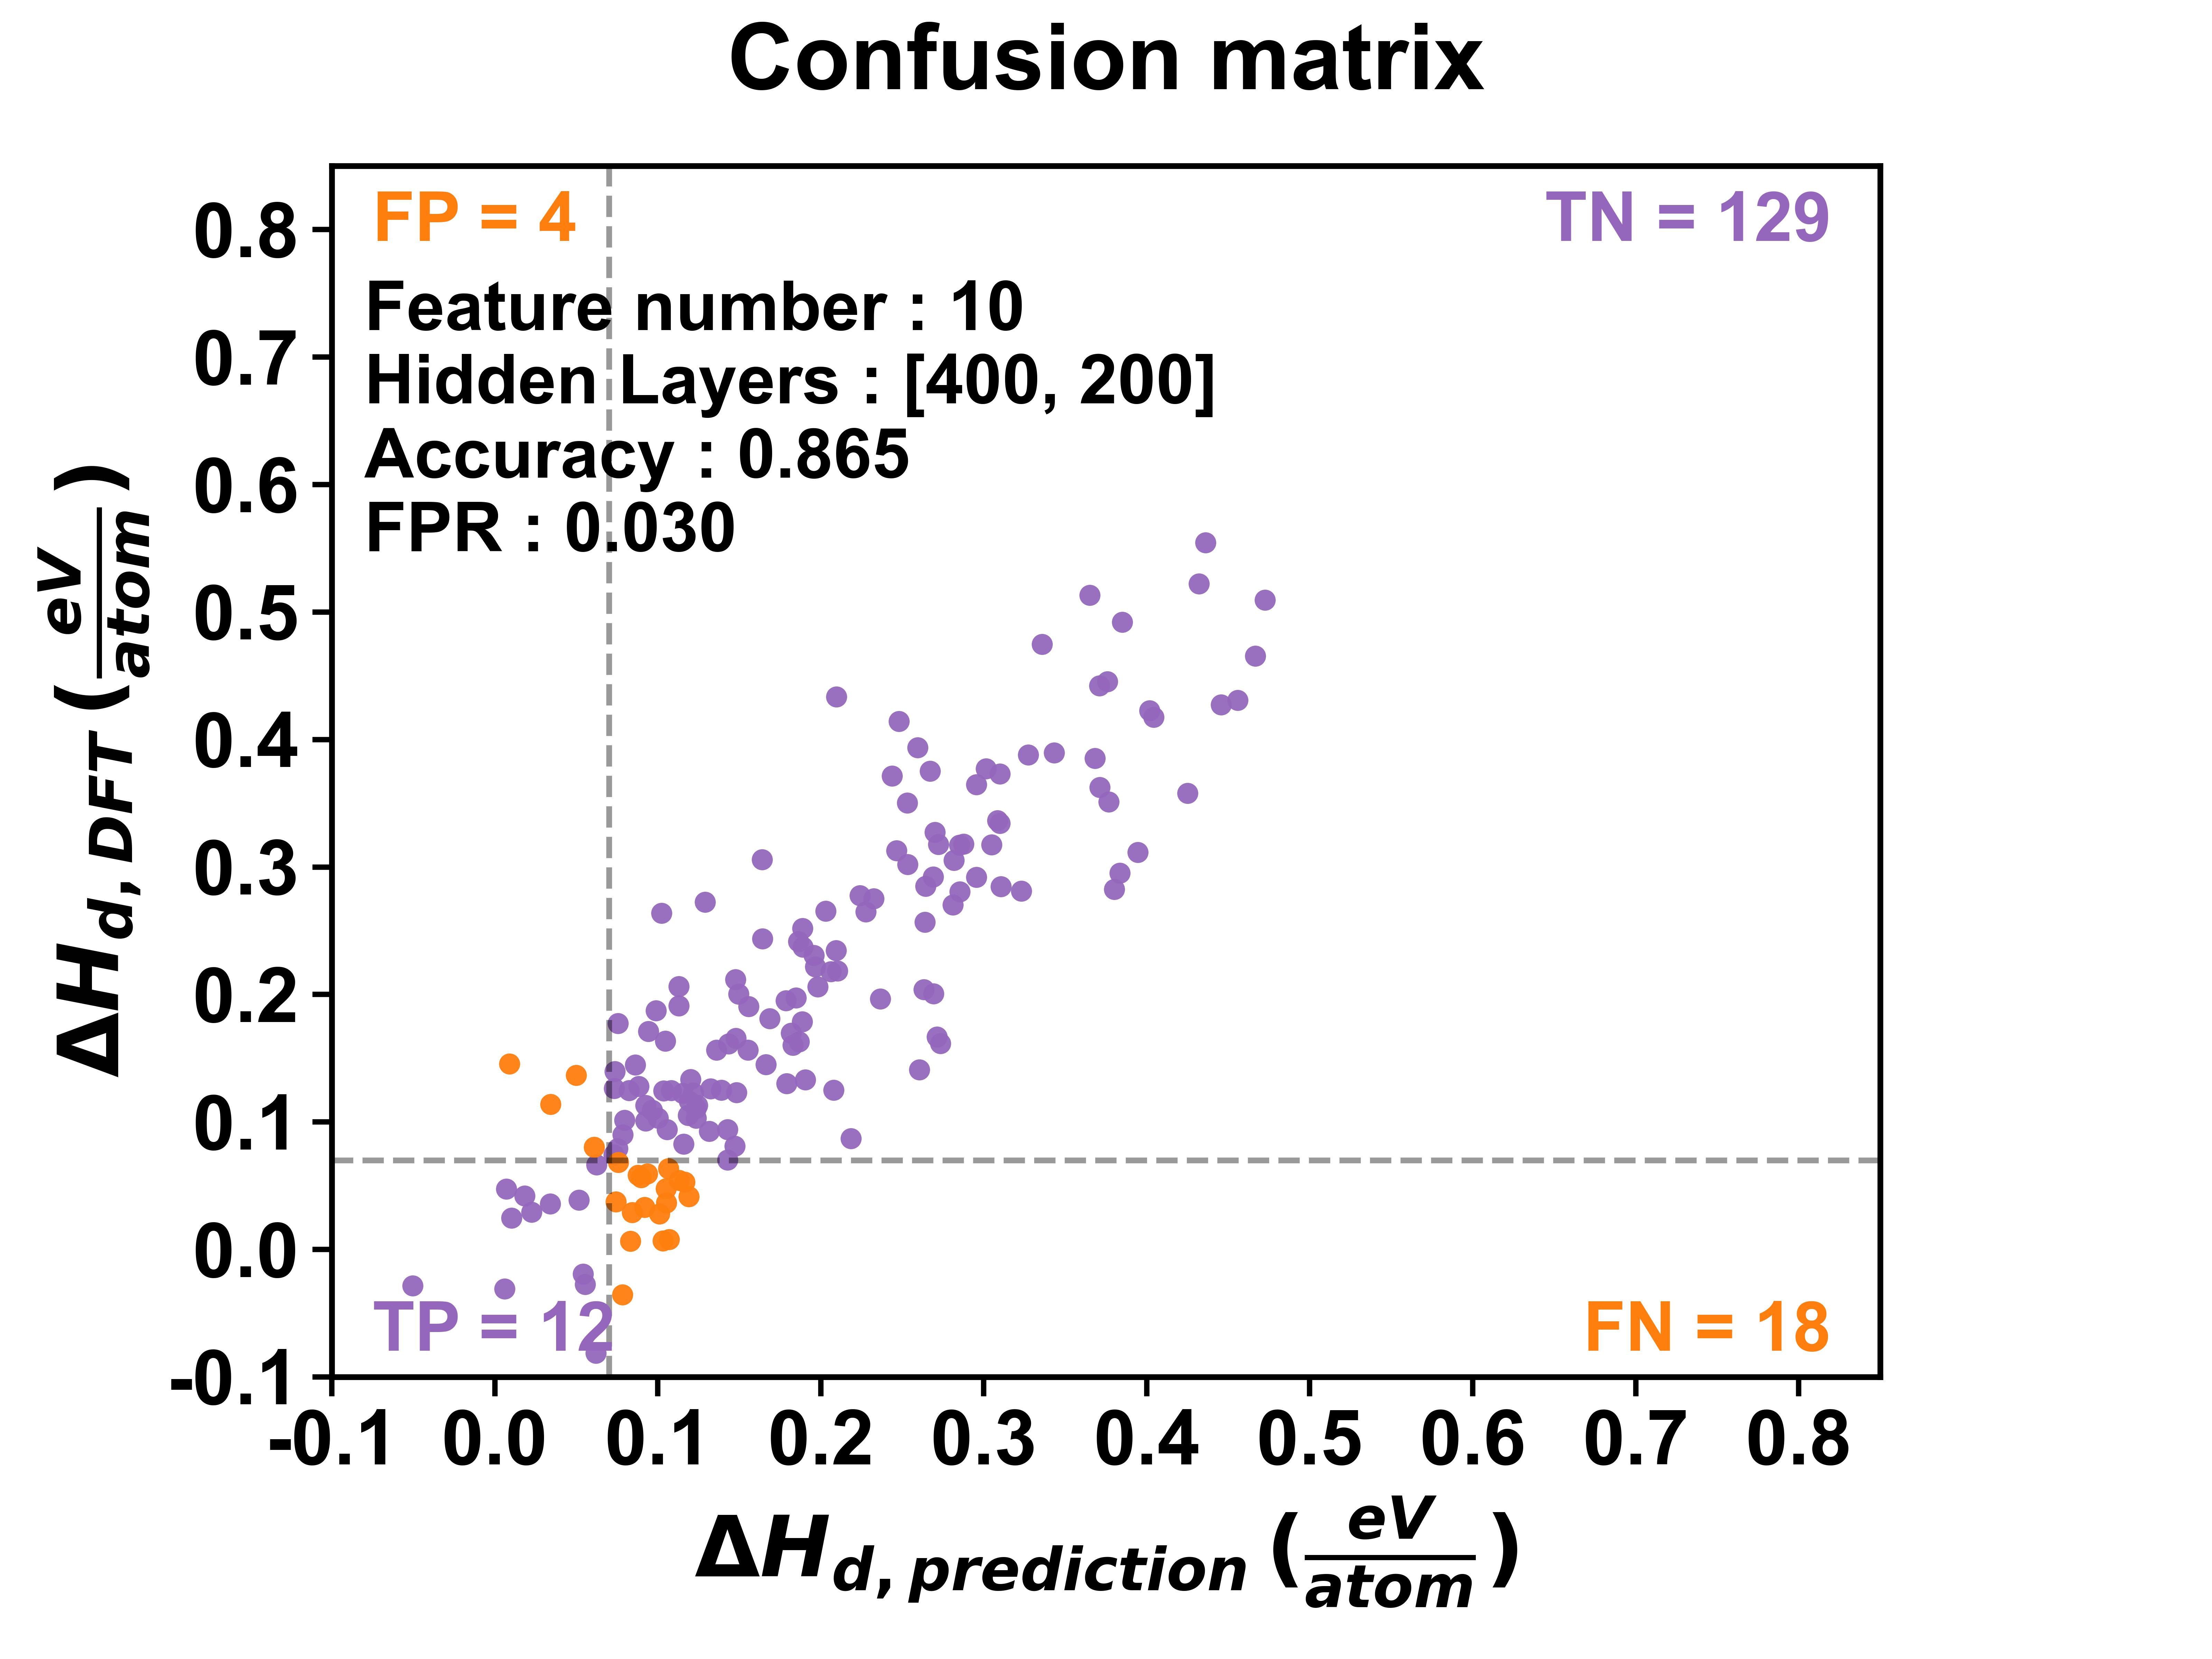 Confusion matrix
FP = 4
TN = 129
Feature number : 10
Hidden Layers : [400, 200]
Accuracy : 0.865
FPR : 0.030
TP = 12
FN = 18
0.8
0.7
0.6
0.5
0.4
0.3
0.2
0.1
0.0
-0.1
-0.1 0.0 0.1 0.2 0.3 0.4 0.5 0.6 0.7 0.8
ΔH_{d, DFT} (\frac{eV}{atom})
ΔH_{d, prediction} (\frac{eV}{atom})